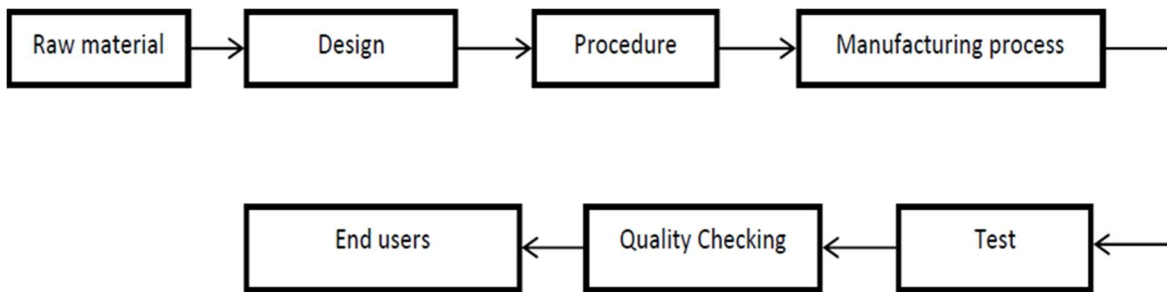 Raw material
Design
Procedure
Manufacturing process
Test
Quality Checking
End users